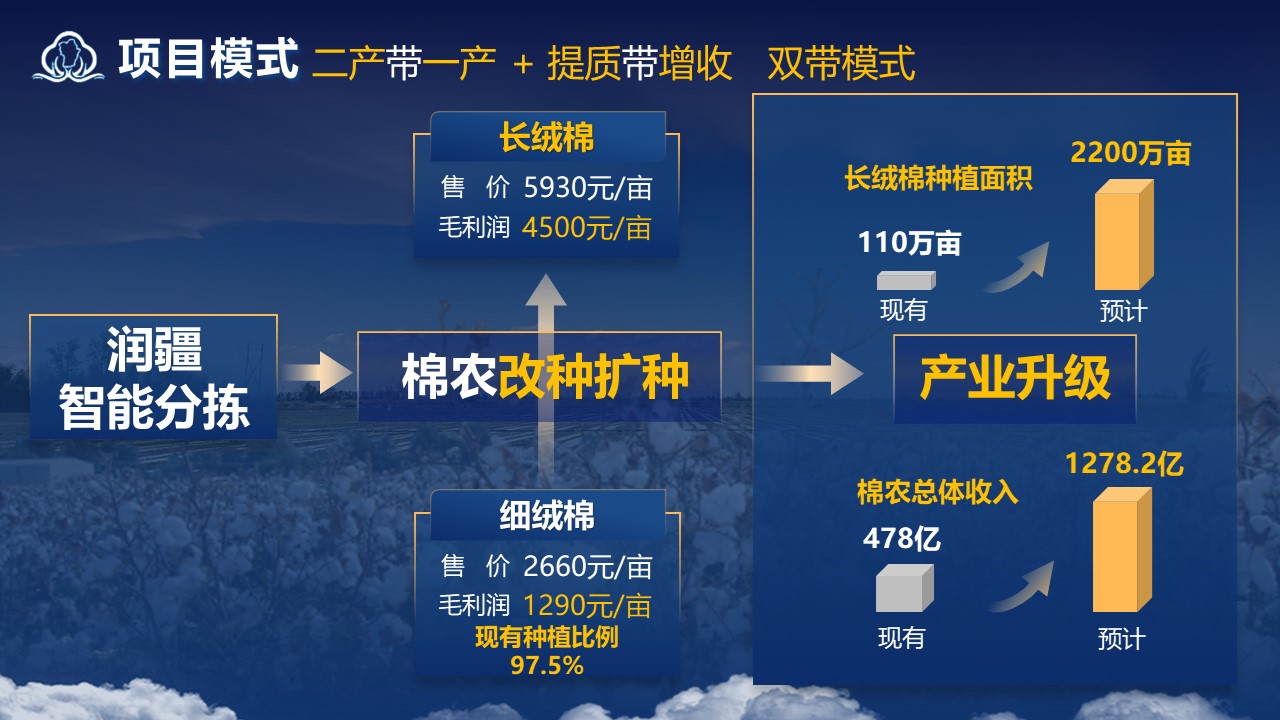 项目模式 二产带一产 + 提质带增收 双带模式
长绒棉
售 价 5930元/亩
毛利润 4500元/亩
润疆
智能分拣
棉农改种扩种
细绒棉
售 价 2660元/亩
毛利润 1290元/亩
现有种植比例
97.5%
2200万亩
长绒棉种植面积
110万亩
现有
预计
产业升级
1278.2亿
棉农总体收入
478亿
现有
预计